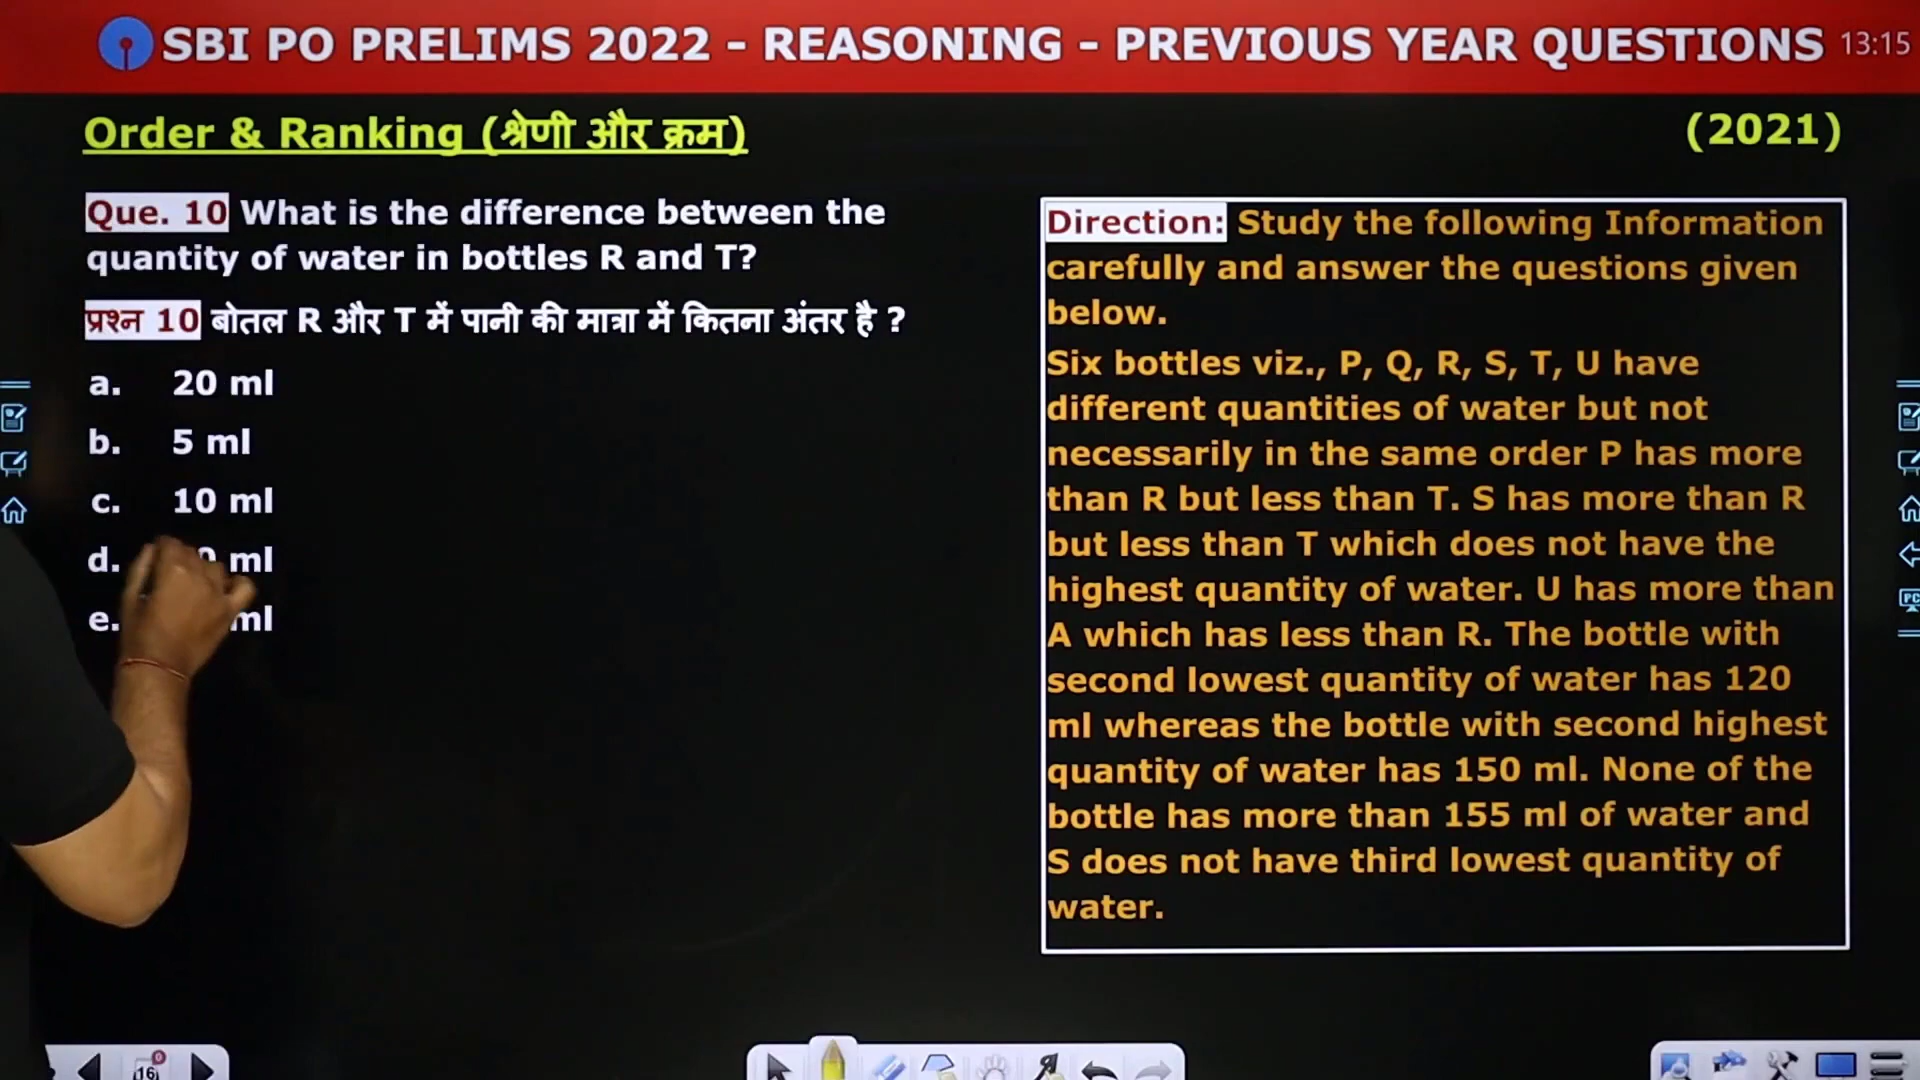 SBI PO PRELIMS 2022 - REASONING - PREVIOUS YEAR QUESTIONS 13:15
Order & Ranking (श्रेणी और क्रम)
(2021)
Que. 10 What is the difference between the
quantity of water in bottles R and T?
प्रश्न 10 बोतल R और T में पानी की मात्रा में कितना अंतर है ?
a. 20 ml
b. 5 ml
c. 10 ml
d. ml
e. ml
Direction: Study the following Information
carefully and answer the questions given
below.
Six bottles viz., P, Q, R, S, T, U have
different quantities of water but not
necessarily in the same order P has more
than R but less than T. S has more than R
but less than T which does not have the
highest quantity of water. U has more than
A which has less than R. The bottle with
second lowest quantity of water has 120
ml whereas the bottle with second highest
quantity of water has 150 ml. None of the
bottle has more than 155 ml of water and
S does not have third lowest quantity of
water.
PC
16
0